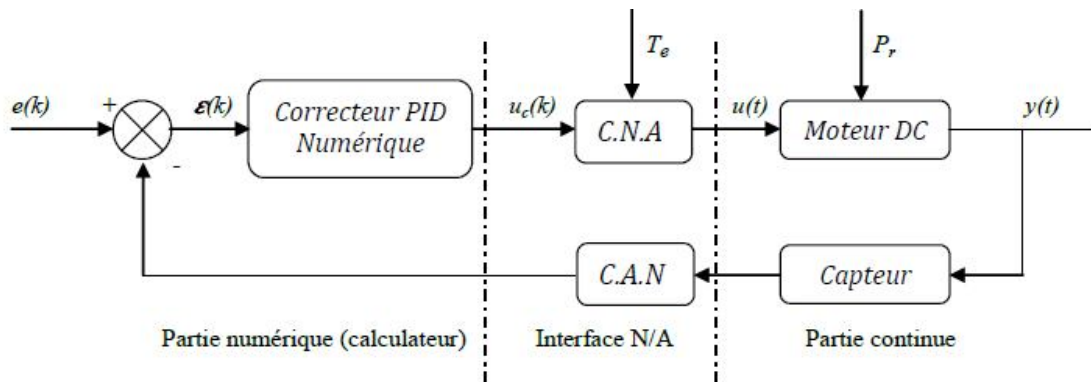 T_e
P_r
e(k)
+
ε(k)
Correcteur PID
Numérique
u_c(k)
C.N.A
u(t)
Moteur DC
y(t)
-
C.A.N
Capteur
Partie numérique (calculateur)
Interface N/A
Partie continue